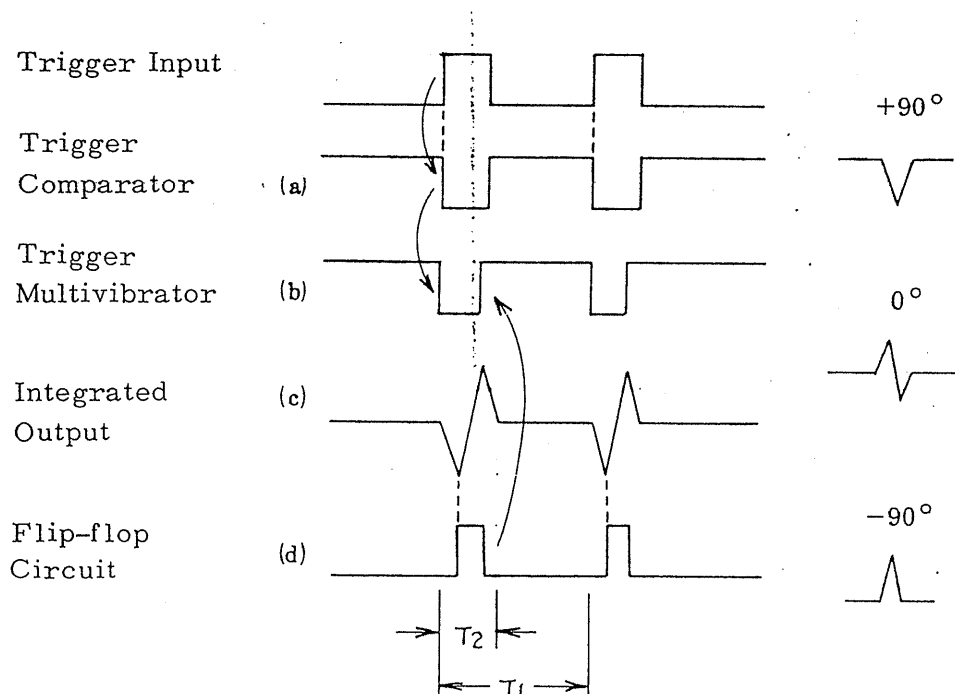 Trigger Input
+90°
Trigger
Comparator (a)
Trigger
Multivibrator (b)
0°
Integrated
Output (c)
-90°
Flip-flop
Circuit (d)
T2
T1